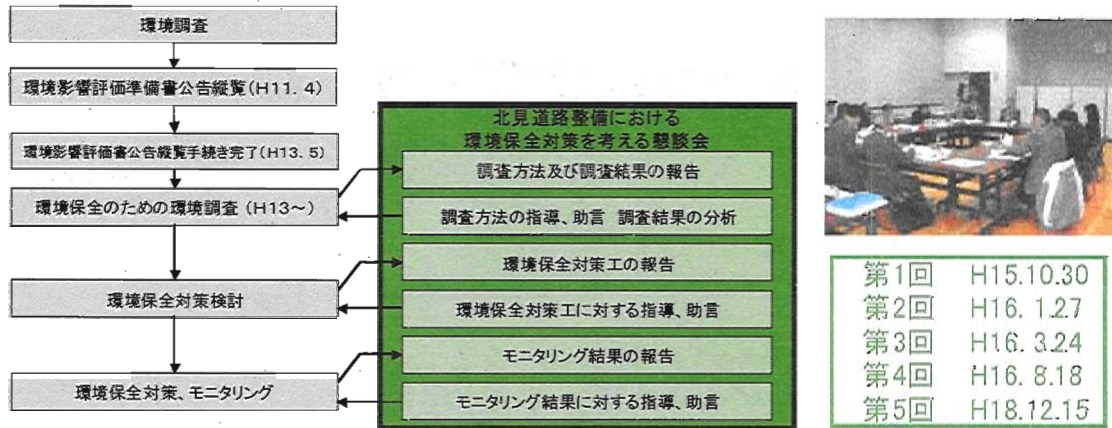 環境調査
環境影響評価準備書公告縦覧(H11. 4)
環境影響評価書公告縦覧手続き完了(H13. 5)
環境保全のための環境調査 (H13～)
環境保全対策検討
環境保全対策、モニタリング
北見道路整備における
環境保全対策を考える懇談会
調査方法及び調査結果の報告
調査方法の指導、助言 調査結果の分析
環境保全対策工の報告
環境保全対策工に対する指導、助言
モニタリング結果の報告
モニタリング結果に対する指導、助言
第1回 H15.10.30
第2回 H16. 1.27
第3回 H16. 3.24
第4回 H16. 8.18
第5回 H18.12.15